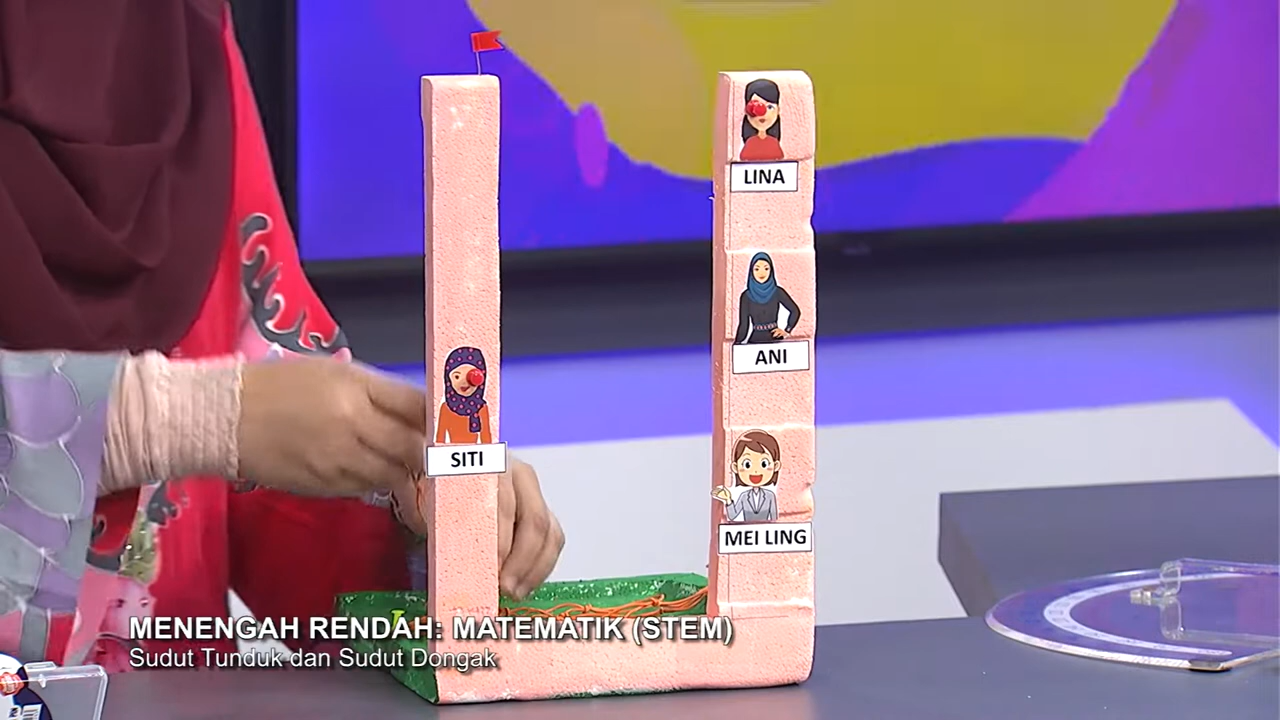 LINA
ANI
SITI
MEI LING
MENENGAH RENDAH: MATEMATIK (STEM)
Sudut Tunduk dan Sudut Dongak